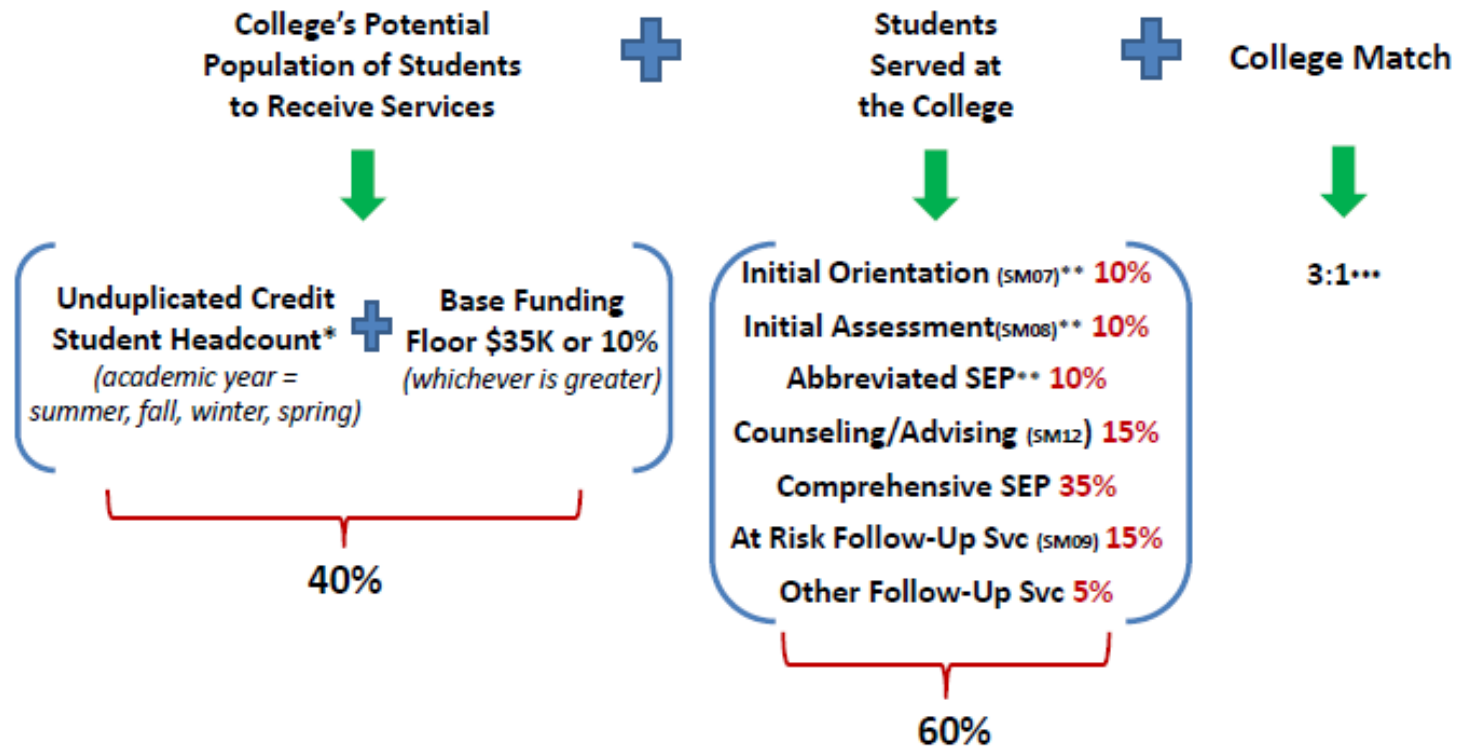 College's Potential
Population of Students
to Receive Services
Students
Served at
the College
College Match
Unduplicated Credit
Student Headcount*
(academic year =
summer, fall, winter, spring)
Base Funding
Floor $35K or 10%
(whichever is greater)
40%
Initial Orientation (SM07)** 10%
Initial Assessment(SM08)** 10%
Abbreviated SEP** 10%
Counseling/Advising (SM12) 15%
Comprehensive SEP 35%
At Risk Follow-Up Svc (SM09) 15%
Other Follow-Up Svc 5%
60%
3:1•••